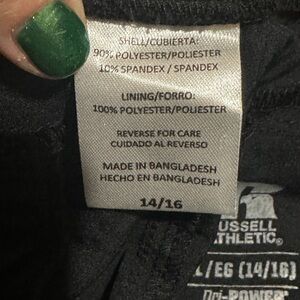 SHELL/CUBIERTA:
90% POLYESTER/POLIESTER
10% SPANDEX / SPANDEX
LINING/FORRO:
100% POLYESTER/POLIESTER
REVERSE FOR CARE
CUIDADO AL REVERSO
MADE IN BANGLADESH
HECHO EN BANGLADESH
14/16
USSELL
THLETIC®
L/EG (14/16)
Dri-POWER®